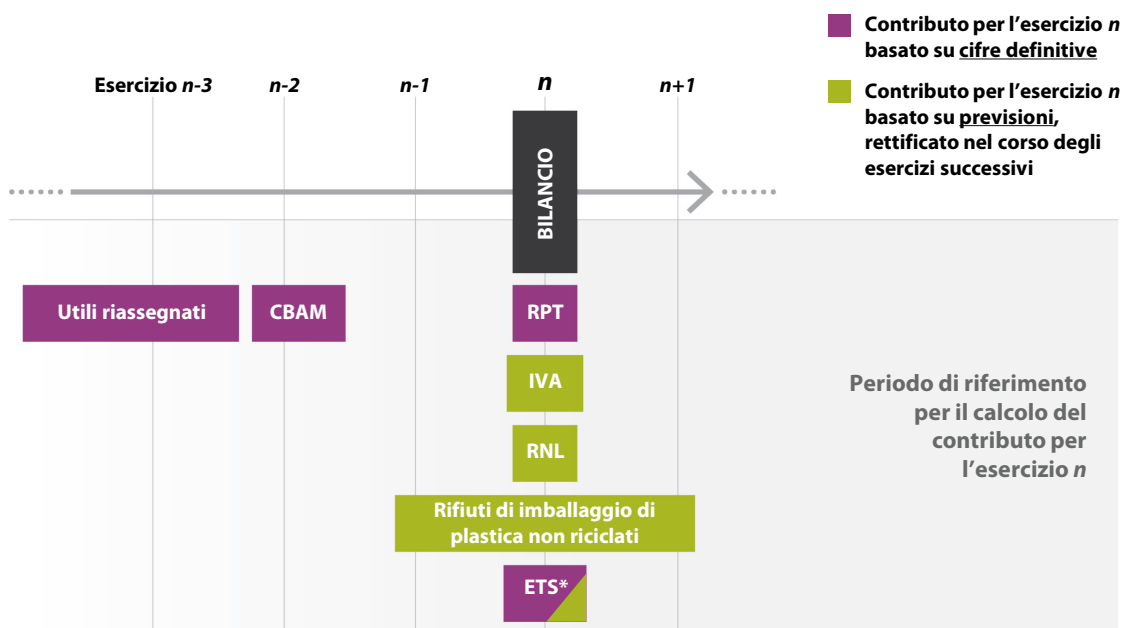 Contributo per l'esercizio n
basato su cifre definitive
Contributo per l'esercizio n
basato su previsioni,
rettificato nel corso degli
esercizi successivi
Esercizio n-3
n-2
n-1
n
n+1
BILANCIO
Utili riassegnati
CBAM
RPT
IVA
RNL
Rifiuti di imballaggio di
plastica non riciclati
ETS*
Periodo di riferimento
per il calcolo del
contributo per
l'esercizio n